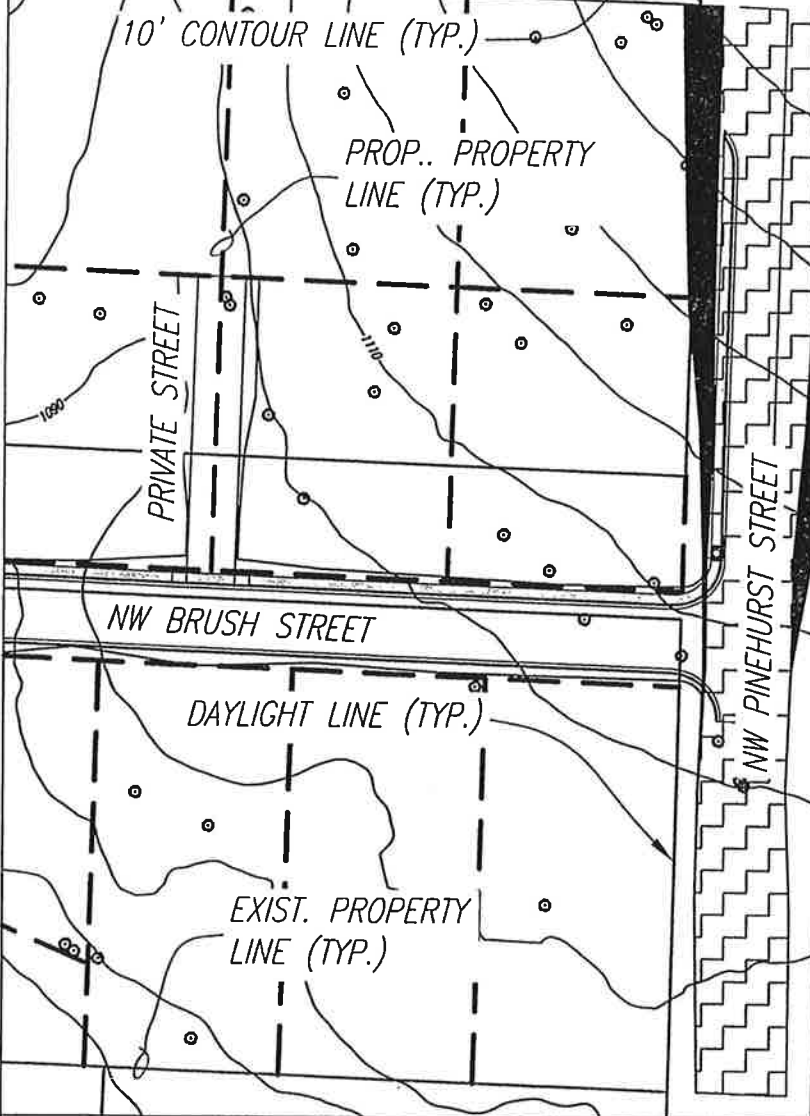 10' CONTOUR LINE (TYP.)
PROP.. PROPERTY
LINE (TYP.)
PRIVATE STREET
1110
1090
NW BRUSH STREET
NW PINEHURST STREET
DAYLIGHT LINE (TYP.)
EXIST. PROPERTY
LINE (TYP.)